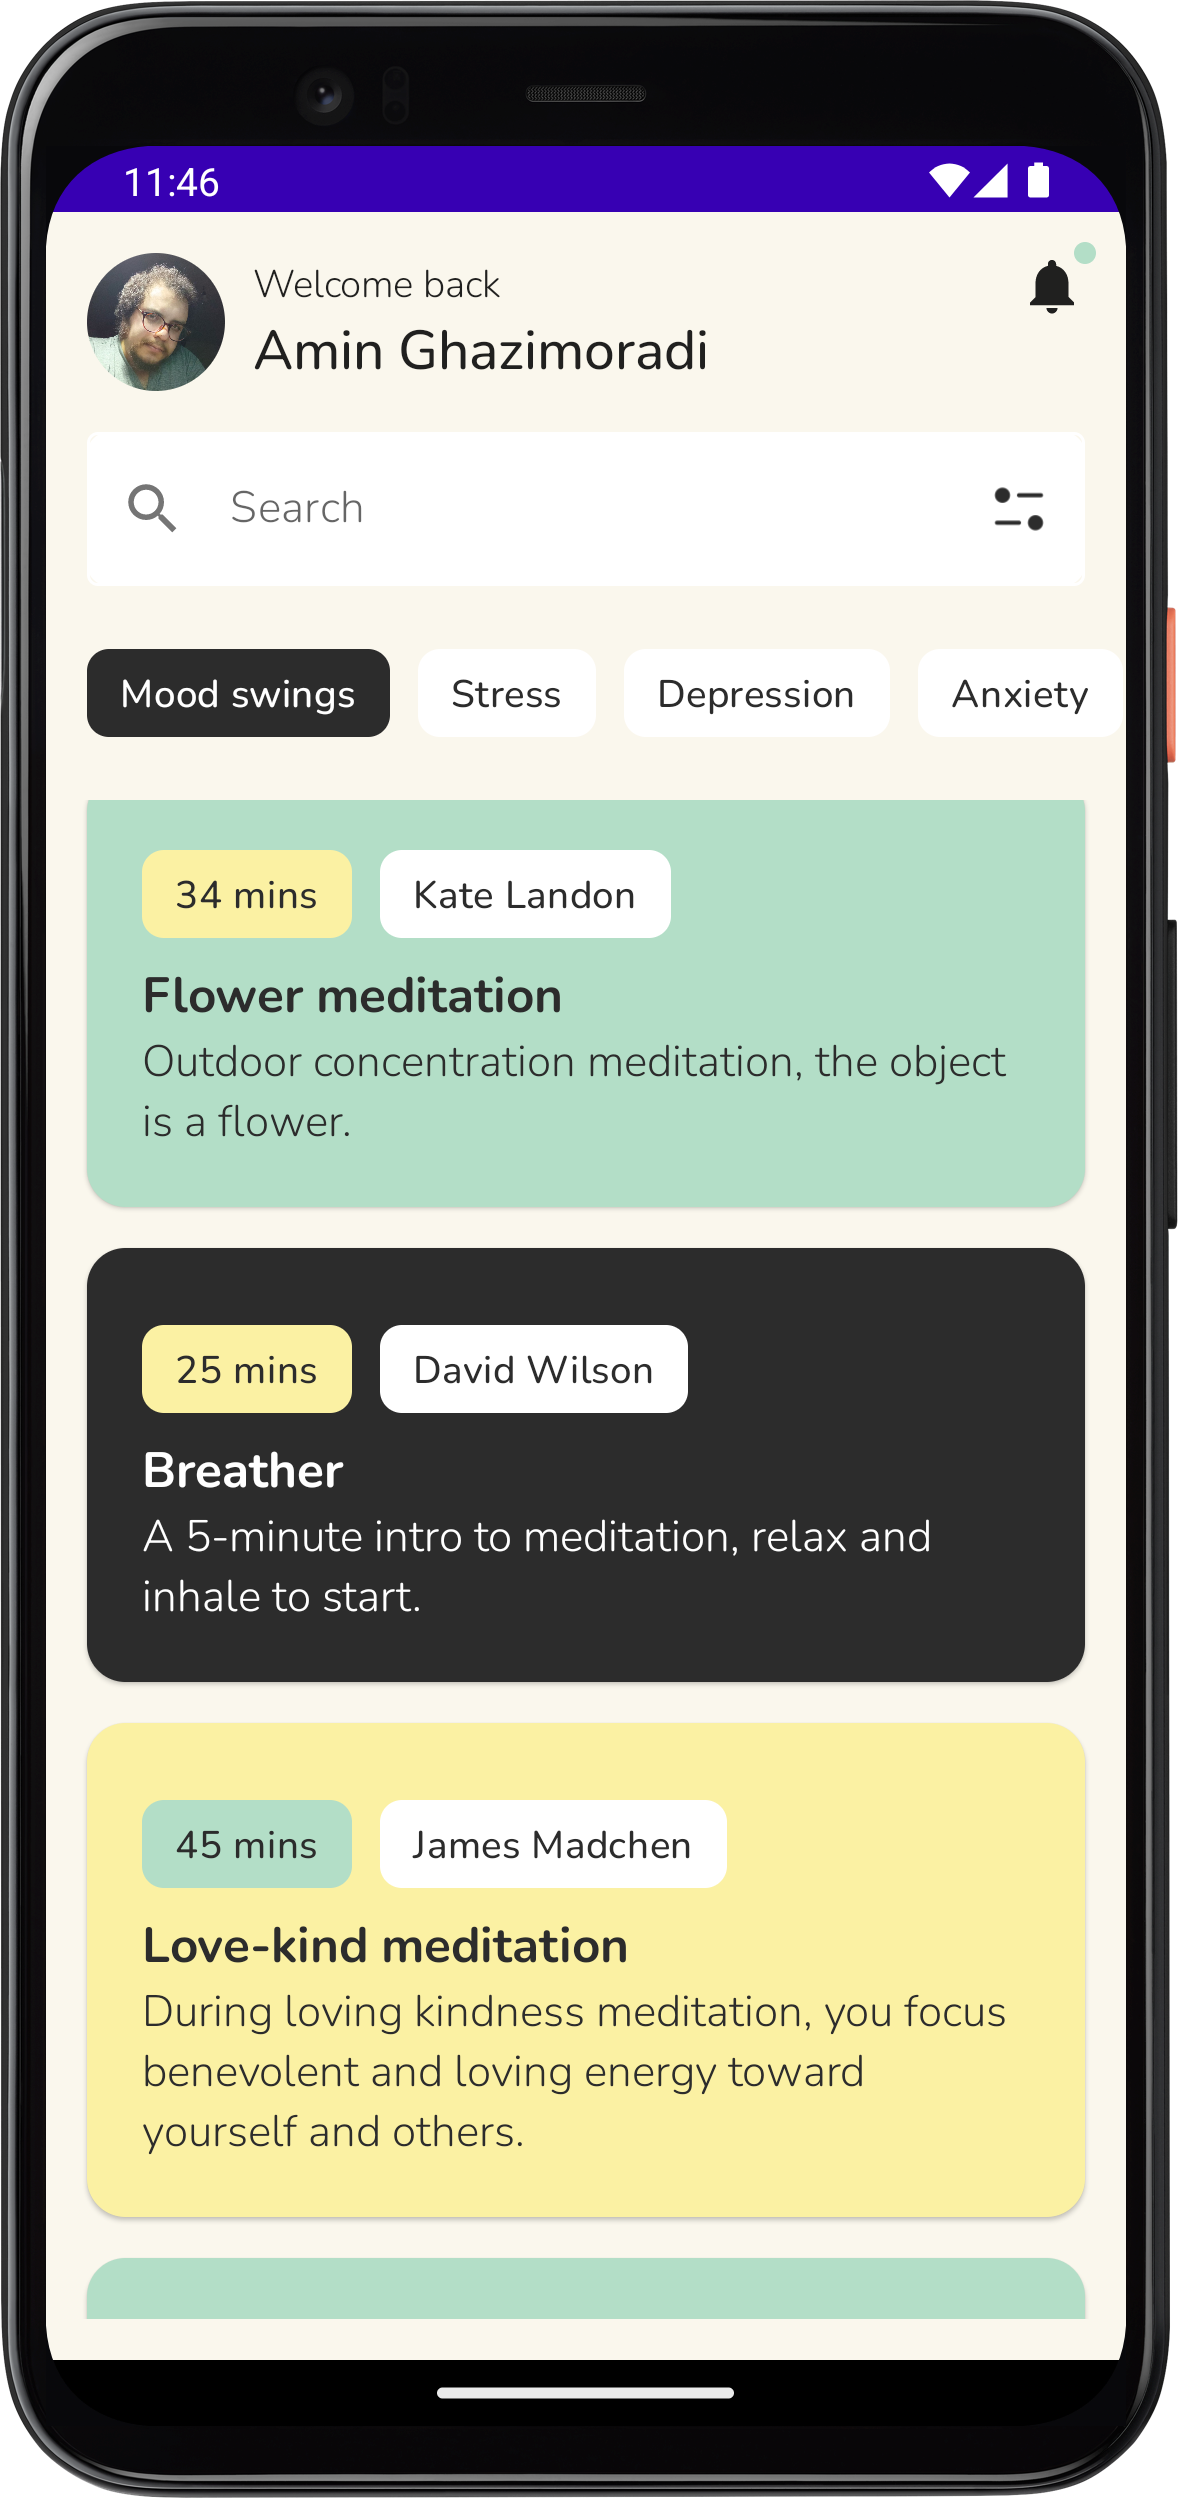 11:46
Welcome back
Amin Ghazimoradi
Search
Mood swings
Stress
Depression
Anxiety
34 mins
Kate Landon
Flower meditation
Outdoor concentration meditation, the object
is a flower.
25 mins
David Wilson
Breather
A 5-minute intro to meditation, relax and
inhale to start.
45 mins
James Madchen
Love-kind meditation
During loving kindness meditation, you focus
benevolent and loving energy toward
yourself and others.